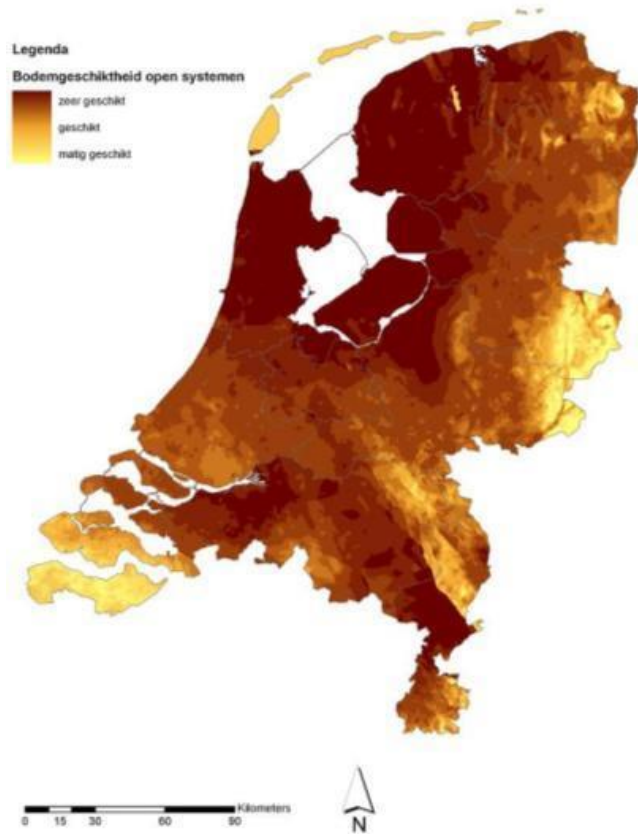 Legenda
Bodemgeschiktheid open systemen
zeer geschikt
geschikt
matig geschikt
Kilometers
0 15 30 60 90
N